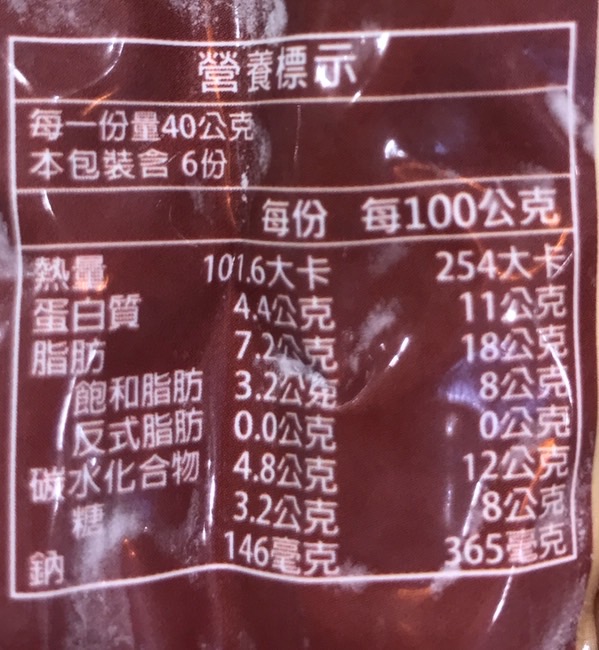 營養標示
每一份量40公克
本包裝含 6份
每份 每100公克
熱量 101.6大卡 254大卡
蛋白質 4.4公克 11公克
脂肪 7.2公克 18公克
飽和脂肪 3.2公克 8公克
反式脂肪 0.0公克 0公克
碳水化合物 4.8公克 12公克
糖 3.2公克 8公克
鈉 146毫克 365毫克